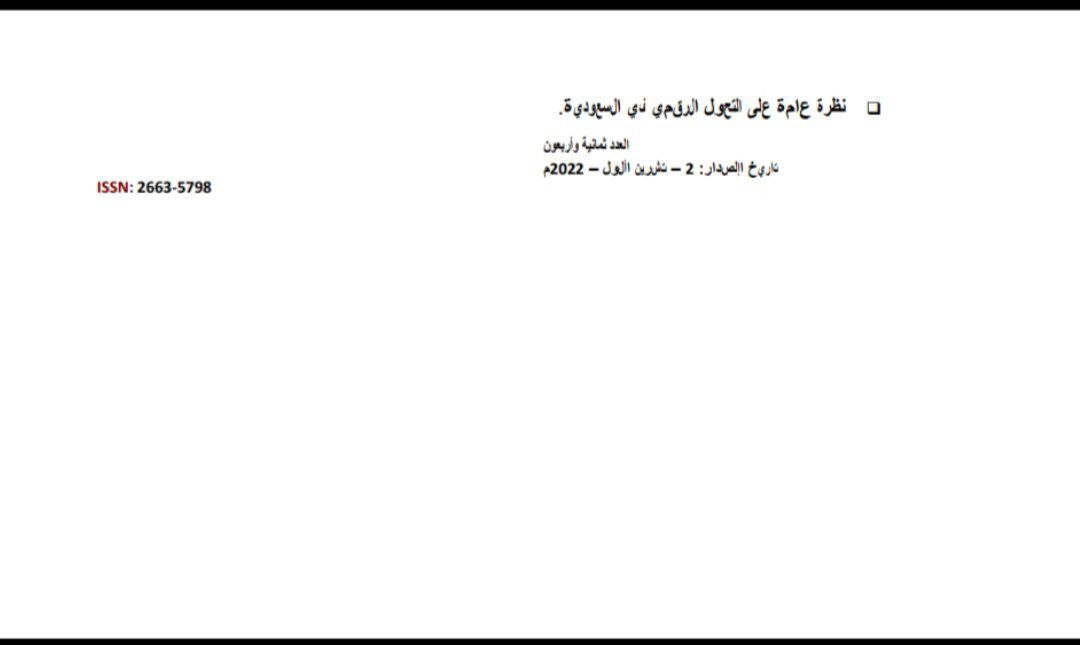 ❑ نظرة عامة على التحول الرقمي في السعودية.
العدد ثمانية وأربعون
تاريخ الإصدار: 2 – تشرين الأول – 2022م
ISSN: 2663-5798